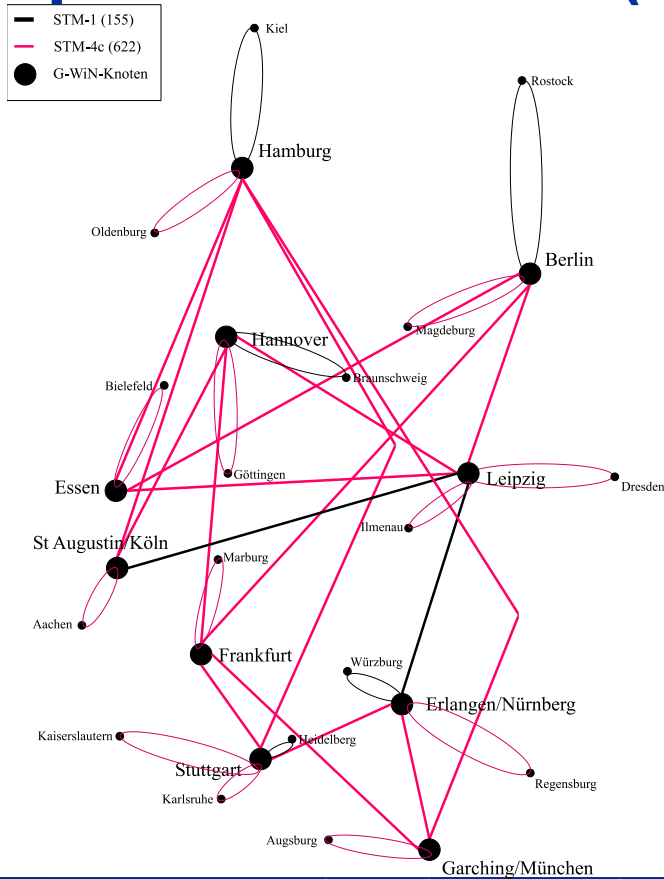 STM-1 (155)
STM-4c (622)
G-WiN-Knoten
Kiel
Rostock
Hamburg
Oldenburg
Berlin
Magdeburg
Hannover
Braunschweig
Bielefeld
Göttingen
Essen
Leipzig
Dresden
Ilmenau
St Augustin/Köln
Marburg
Aachen
Frankfurt
Würzburg
Erlangen/Nürnberg
Kaiserslautern
Heidelberg
Stuttgart
Regensburg
Karlsruhe
Augsburg
Garching/München